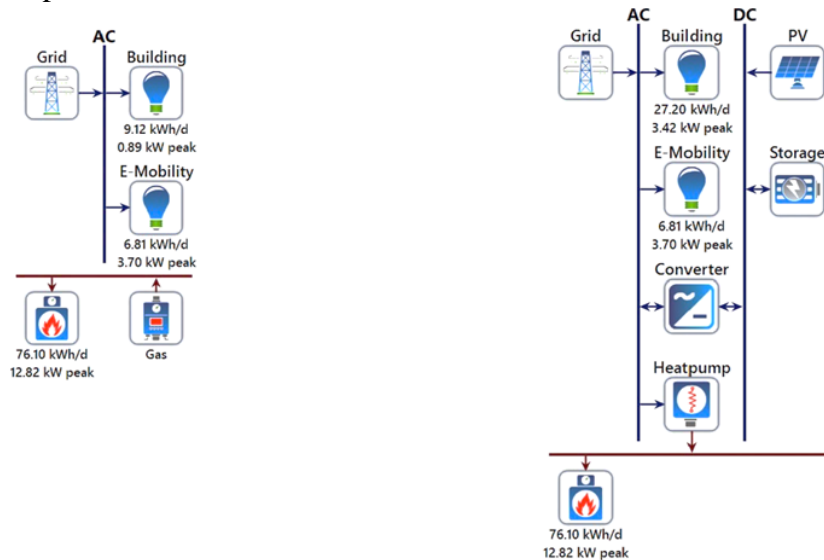 AC
Grid
Building
9.12 kWh/d
0.89 kW peak
E-Mobility
6.81 kWh/d
3.70 kW peak
76.10 kWh/d
12.82 kW peak
Gas
AC
DC
Grid
Building
PV
27.20 kWh/d
3.42 kW peak
E-Mobility
Storage
6.81 kWh/d
3.70 kW peak
Converter
Heatpump
76.10 kWh/d
12.82 kW peak